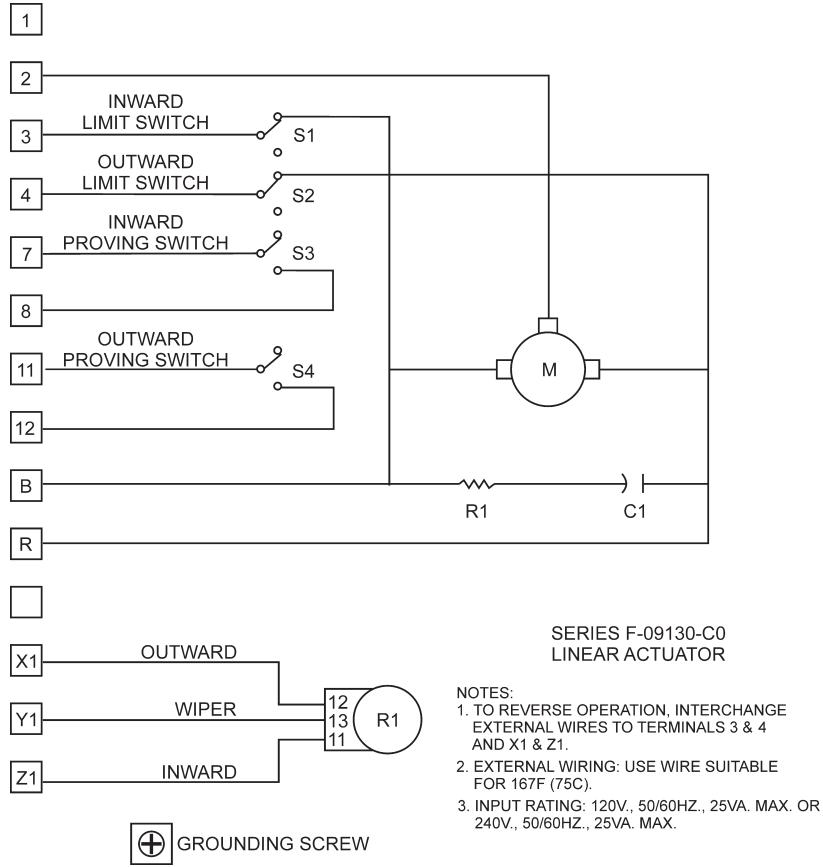 1
2
INWARD
LIMIT SWITCH
3
S1
OUTWARD
LIMIT SWITCH
4
S2
INWARD
PROVING SWITCH
7
S3
8
OUTWARD
PROVING SWITCH
11
S4
M
12
B
R1
C1
R
SERIES F-09130-C0
LINEAR ACTUATOR
X1
OUTWARD
12
Y1
WIPER
13
R1
11
Z1
INWARD
NOTES:
1. TO REVERSE OPERATION, INTERCHANGE
EXTERNAL WIRES TO TERMINALS 3 & 4
AND X1 & Z1.
2. EXTERNAL WIRING: USE WIRE SUITABLE
FOR 167F (75C).
3. INPUT RATING: 120V., 50/60HZ., 25VA. MAX. OR
240V., 50/60HZ., 25VA. MAX.
GROUNDING SCREW